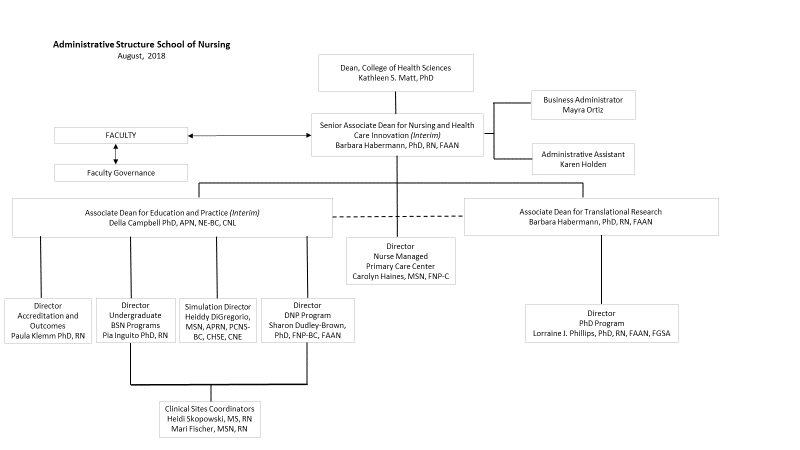 Administrative Structure School of Nursing
August, 2018
Dean, College of Health Sciences
Kathleen S. Matt, PhD
Business Administrator
Mayra Ortiz
Senior Associate Dean for Nursing and Health
Care Innovation (Interim)
Barbara Habermann, PhD, RN, FAAN
FACULTY
Faculty Governance
Administrative Assistant
Karen Holden
Associate Dean for Education and Practice (Interim)
Della Campbell PhD, APN, NE-BC, CNL
Associate Dean for Translational Research
Barbara Habermann, PhD, RN, FAAN
Director
Nurse Managed
Primary Care Center
Carolyn Haines, MSN, FNP-C
Director
Accreditation and
Outcomes
Paula Klemm PhD, RN
Director
Undergraduate
BSN Programs
Pia Inguito PhD, RN
Simulation Director
Heiddy DiGregorio,
MSN, APRN, PCNS-
BC, CHSE, CNE
Director
DNP Program
Sharon Dudley-Brown,
PhD, FNP-BC, FAAN
Director
PhD Program
Lorraine J. Phillips, PhD, RN, FAAN, FGSA
Clinical Sites Coordinators
Heidi Skopowski, MS, RN
Mari Fischer, MSN, RN